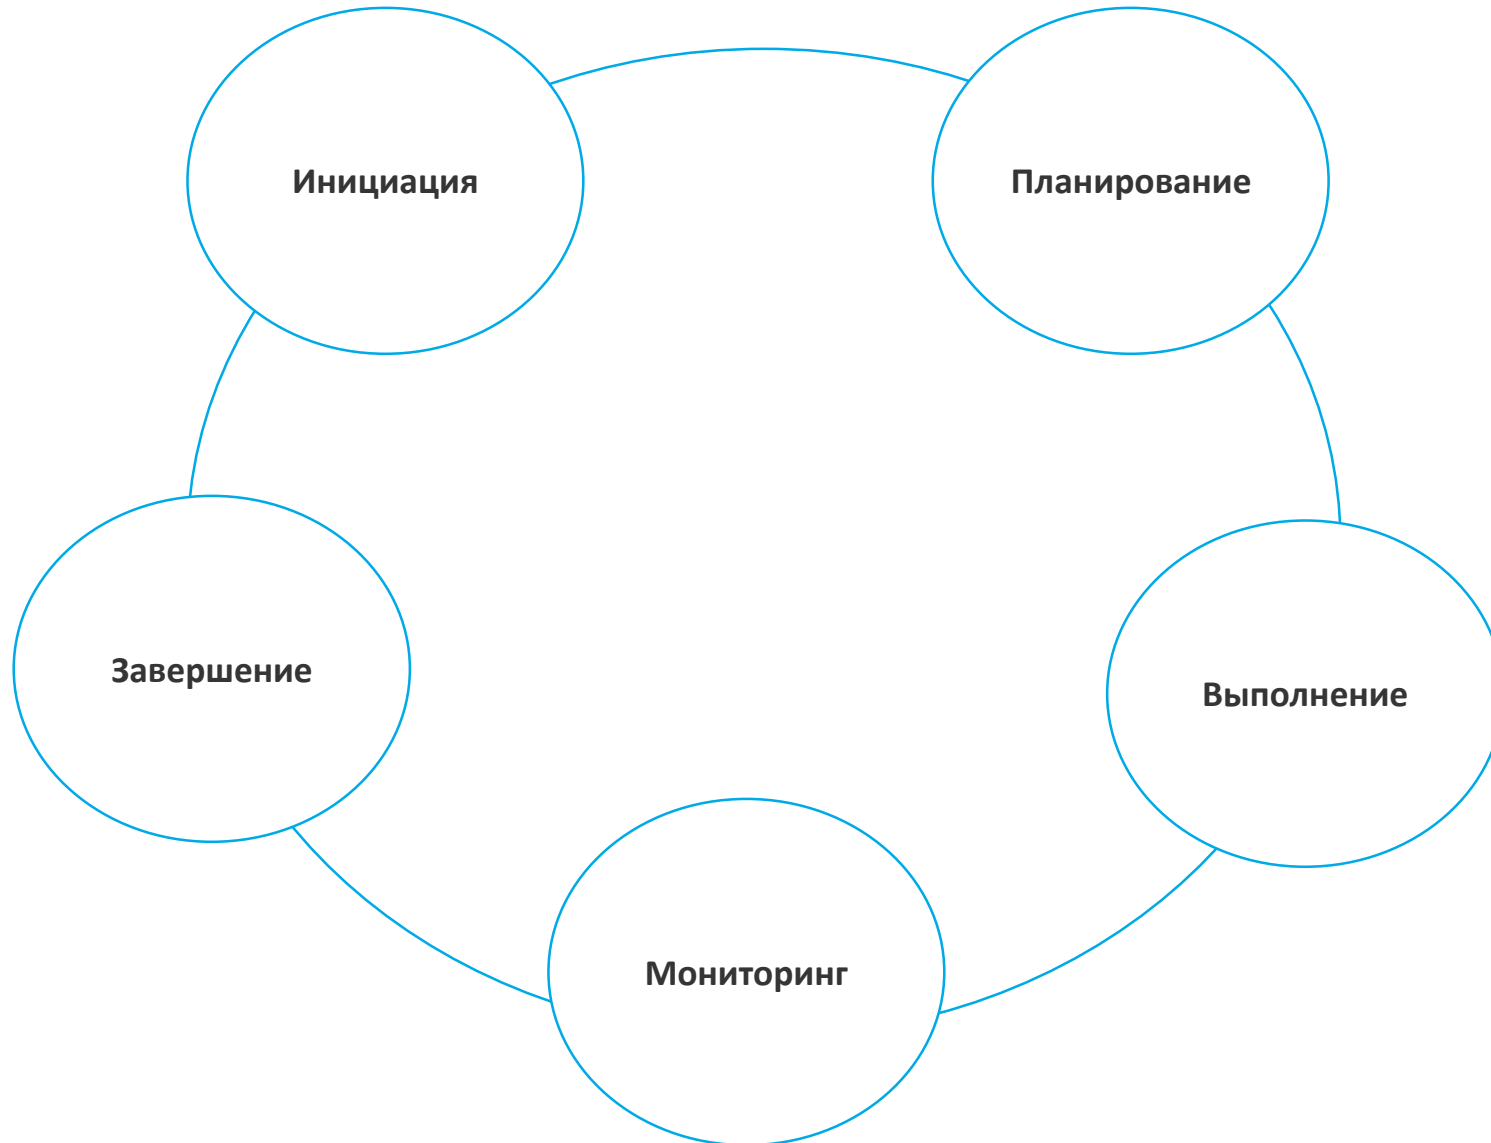 Инициация
Планирование
Завершение
Выполнение
Мониторинг